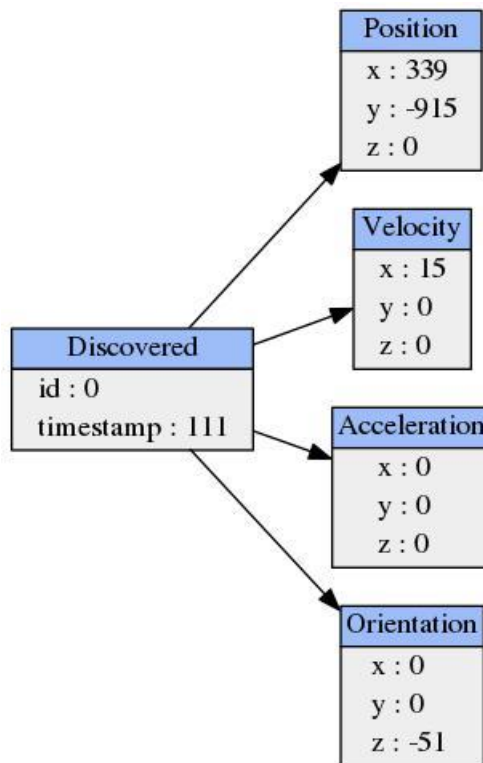 Position
x : 339
y : -915
z : 0
Velocity
x : 15
y : 0
z : 0
Discovered
id : 0
timestamp : 111
Acceleration
x : 0
y : 0
z : 0
Orientation
x : 0
y : 0
z : -51